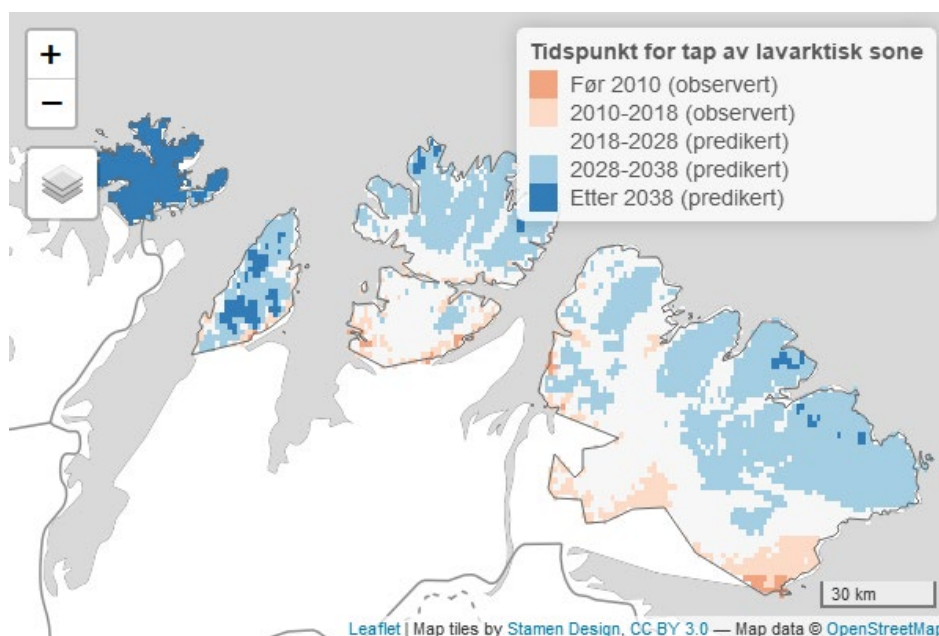 +
−
Tidspunkt for tap av lavarktisk sone
Før 2010 (observert)
2010-2018 (observert)
2018-2028 (predikert)
2028-2038 (predikert)
Etter 2038 (predikert)
30 km
Leaflet | Map tiles by Stamen Design, CC BY 3.0 — Map data © OpenStreetMap